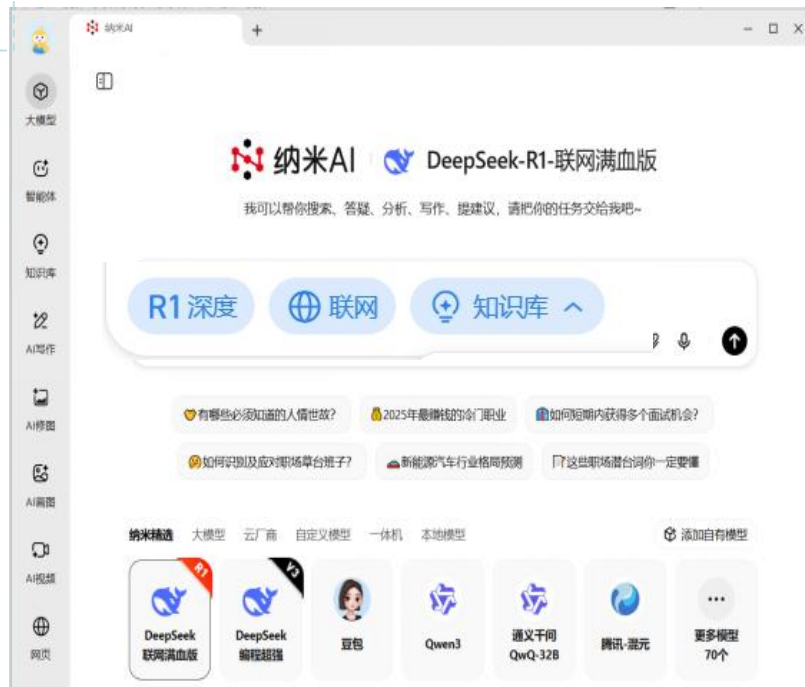 纳米AI
+
大模型
智能体
知识库
AI写作
AI修图
AI画图
AI视频
网页
纳米AI DeepSeek-R1-联网满血版
我可以帮你搜索、答疑、分析、写作、提建议，请把你的任务交给我吧~
R1 深度 联网 知识库
有哪些必须知道的人情世故? 2025年最赚钱的冷门职业 如何短期内获得多个面试机会?
如何识别及应对职场草台班子? 新能源汽车行业格局预测 这些职场潜台词你一定要懂
纳米精选 大模型 云厂商 自定义模型 一体机 本地模型 添加自有模型
R1 V3
DeepSeek DeepSeek 豆包 Qwen3 通义千问 腾讯-混元 更多模型
联网满血版 编程超强 QwQ-32B 70个